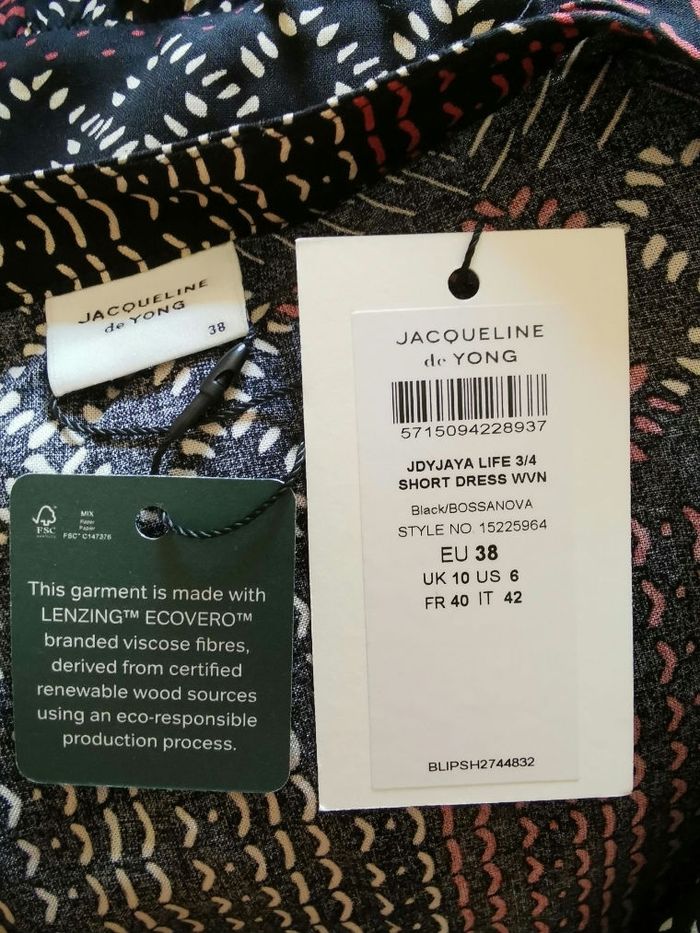 JACQUELINE
de YONG
38
JACQUELINE
de YONG
5715094228937
JDYJAYA LIFE 3/4
SHORT DRESS WVN
Black/BOSSANOVA
STYLE NO. 15225964
EU 38
UK 10 US 6
FR 40 IT 42
BLIPSH2744832
FSC
MIX
Paper
Papier
FSC® C147376
This garment is made with
LENZING™ ECOVERO™
branded viscose fibres,
derived from certified
renewable wood sources
using an eco-responsible
production process.